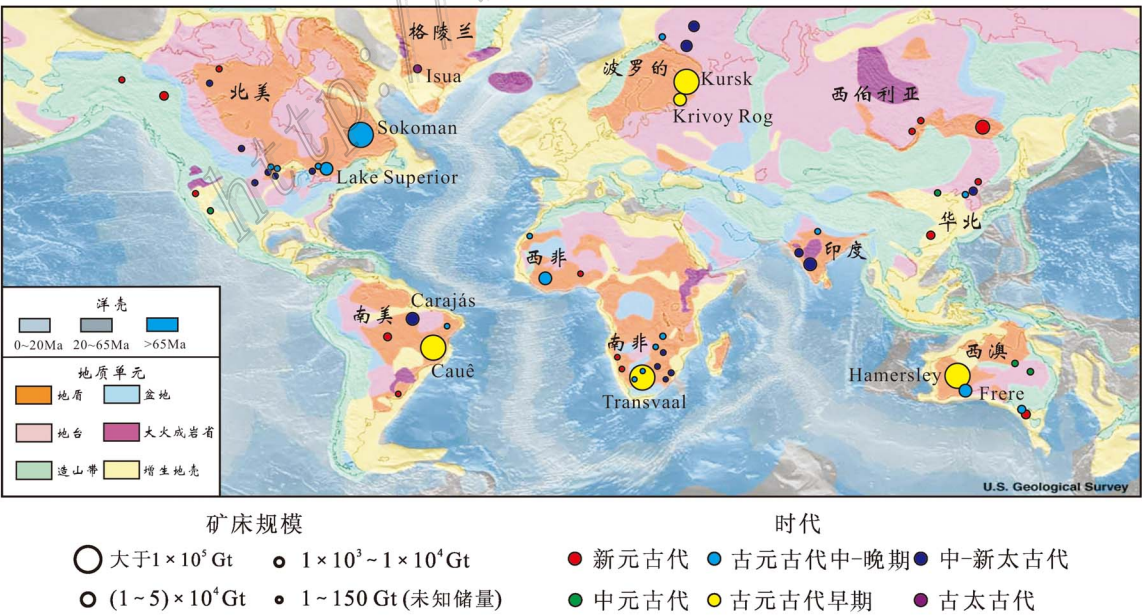 格陵兰
Isua
北美
Sokoman
Lake Superior
波罗的
Kursk
Krivoy Rog
西伯利亚
华北
西非
印度
Carajás
南美
Cauê
南非
Transvaal
西澳
Hamersley
Frere
洋壳
0~20Ma 20~65Ma >65Ma
地质单元
地盾 盆地
地台 大火成岩省
造山带 增生地壳
U.S. Geological Survey
矿床规模
大于1×10⁵Gt 1×10³~1×10⁴Gt
(1~5)×10⁴Gt 1~150 Gt (未知储量)
时代
新元古代 古元古代中-晚期 中-新太古代
中元古代 古元古代早期 古太古代